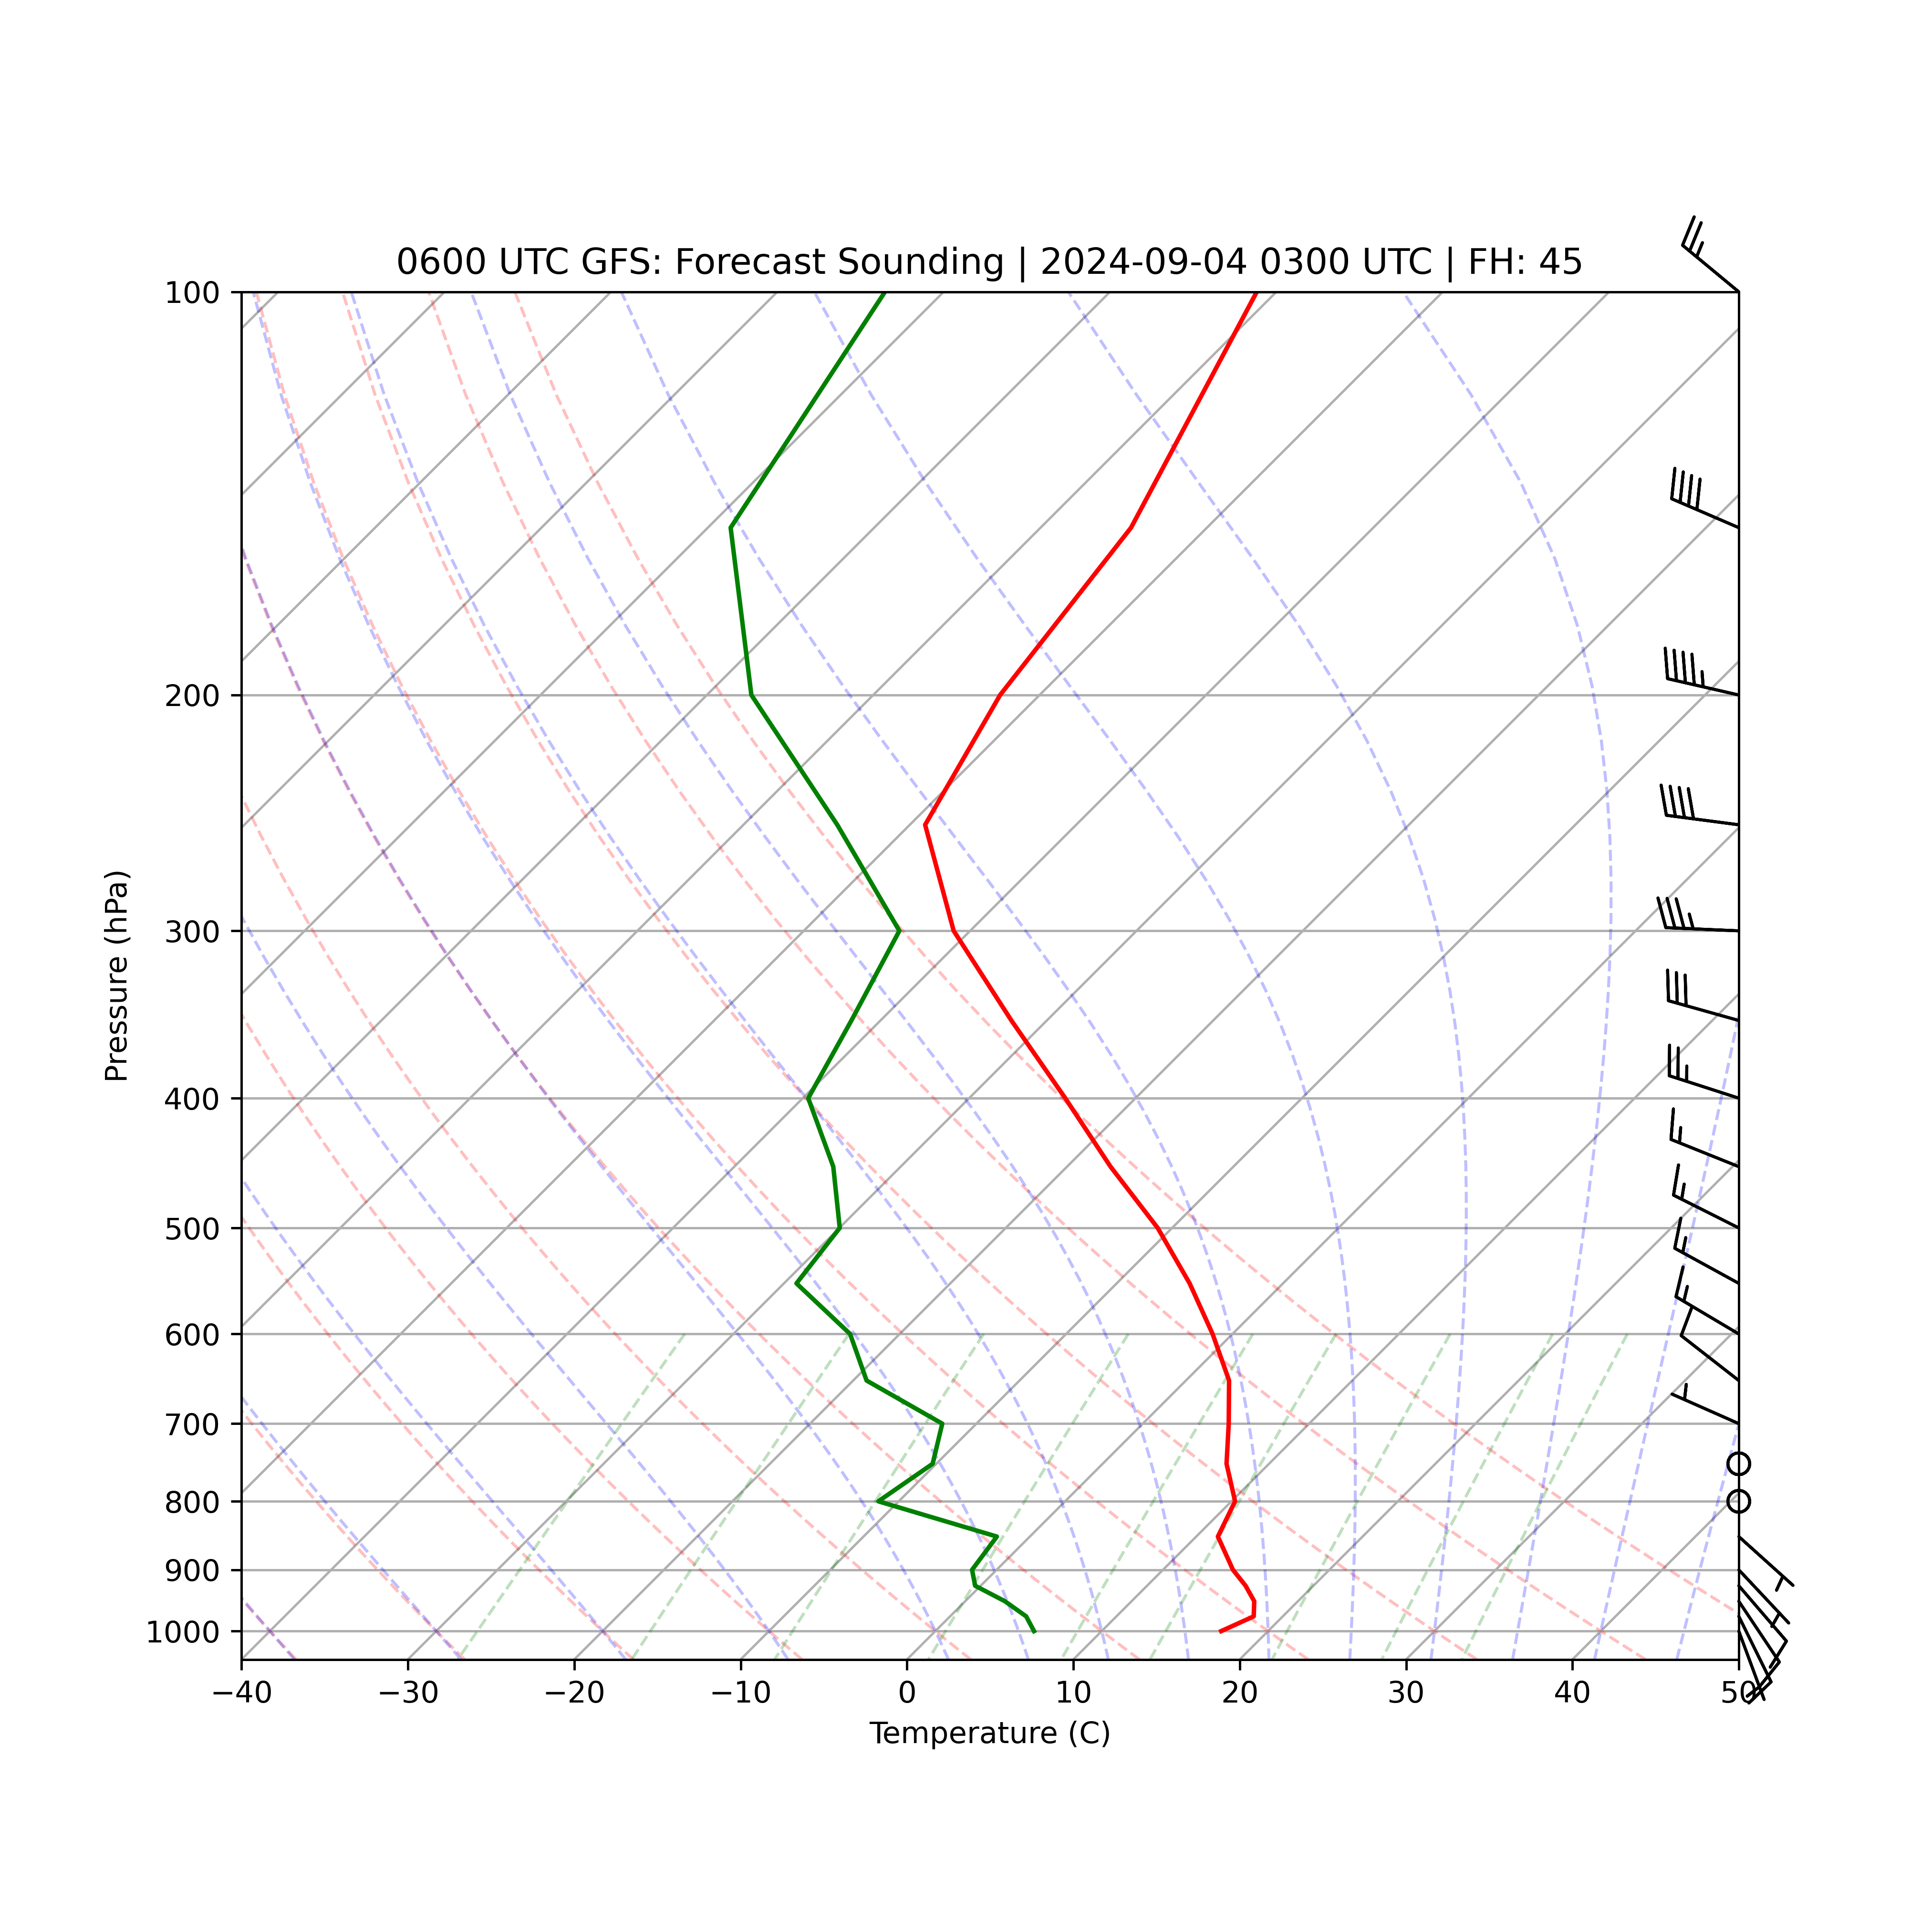 0600 UTC GFS: Forecast Sounding | 2024-09-04 0300 UTC | FH: 45
100
200
300
400
500
600
700
800
900
1000
Pressure (hPa)
−40 −30 −20 −10 0 10 20 30 40 50
Temperature (C)